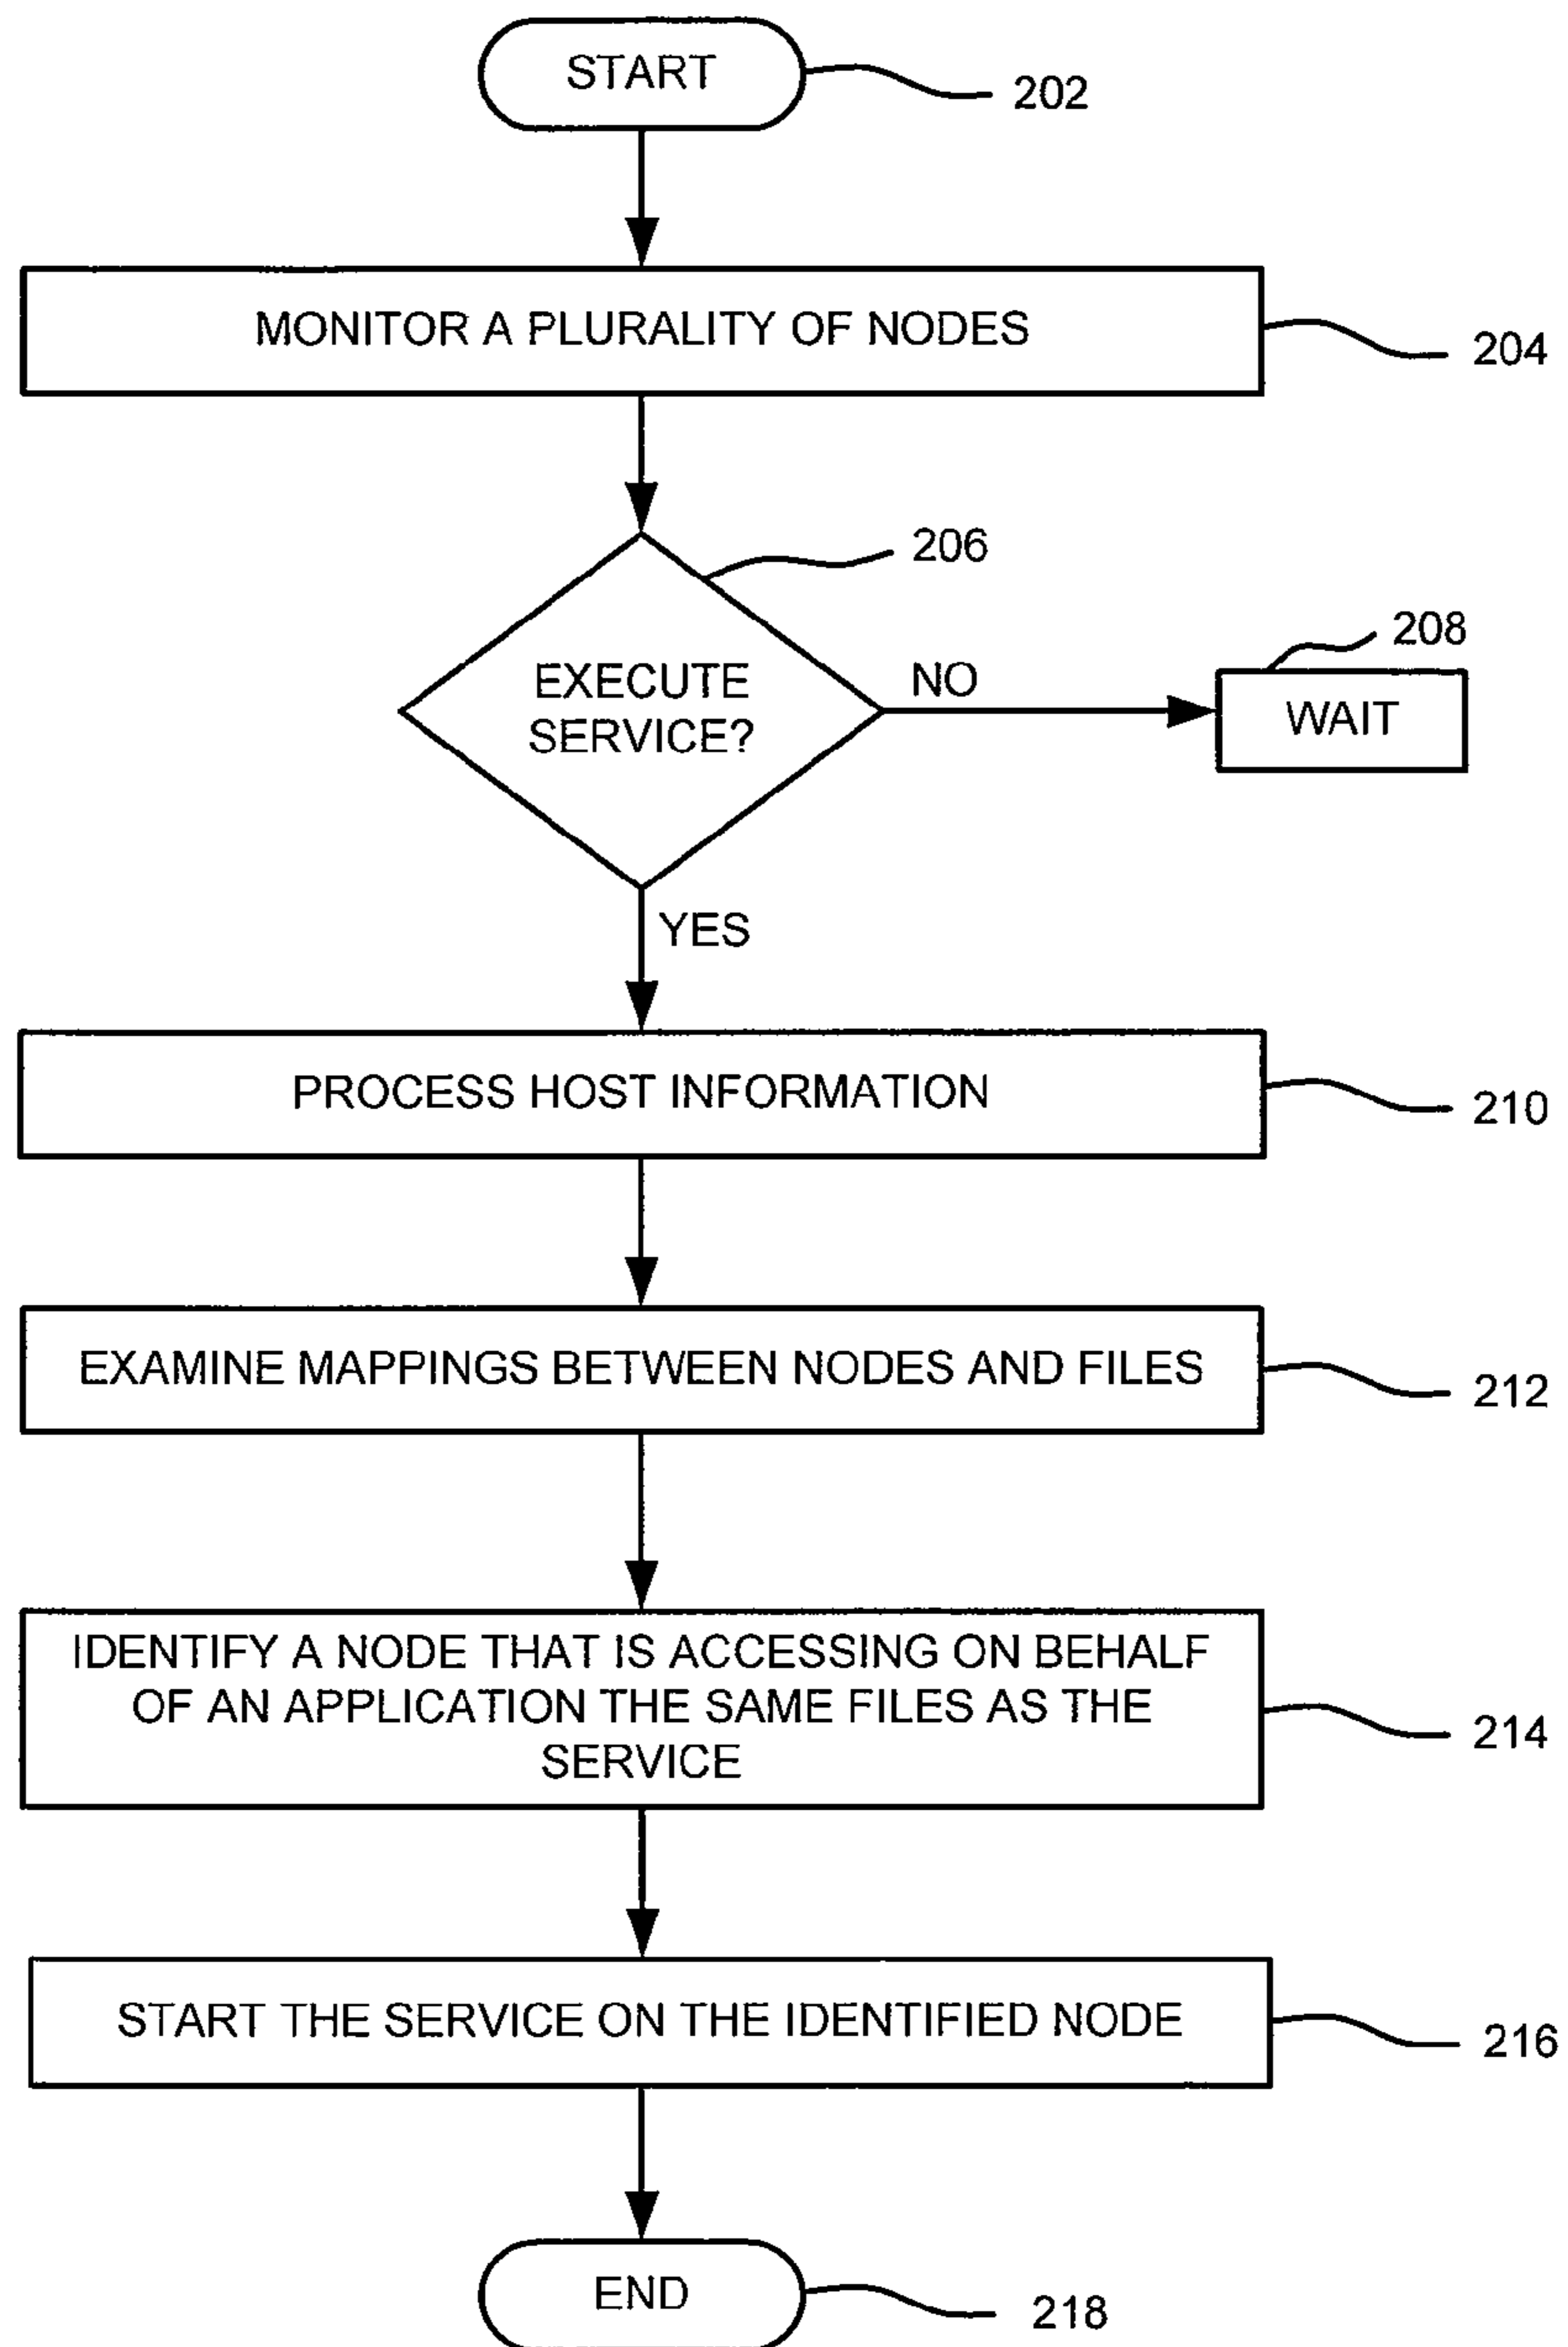 START
202
MONITOR A PLURALITY OF NODES
204
206
EXECUTE
SERVICE?
NO
208
WAIT
YES
PROCESS HOST INFORMATION
210
EXAMINE MAPPINGS BETWEEN NODES AND FILES
212
IDENTIFY A NODE THAT IS ACCESSING ON BEHALF
OF AN APPLICATION THE SAME FILES AS THE
SERVICE
214
START THE SERVICE ON THE IDENTIFIED NODE
216
END
218